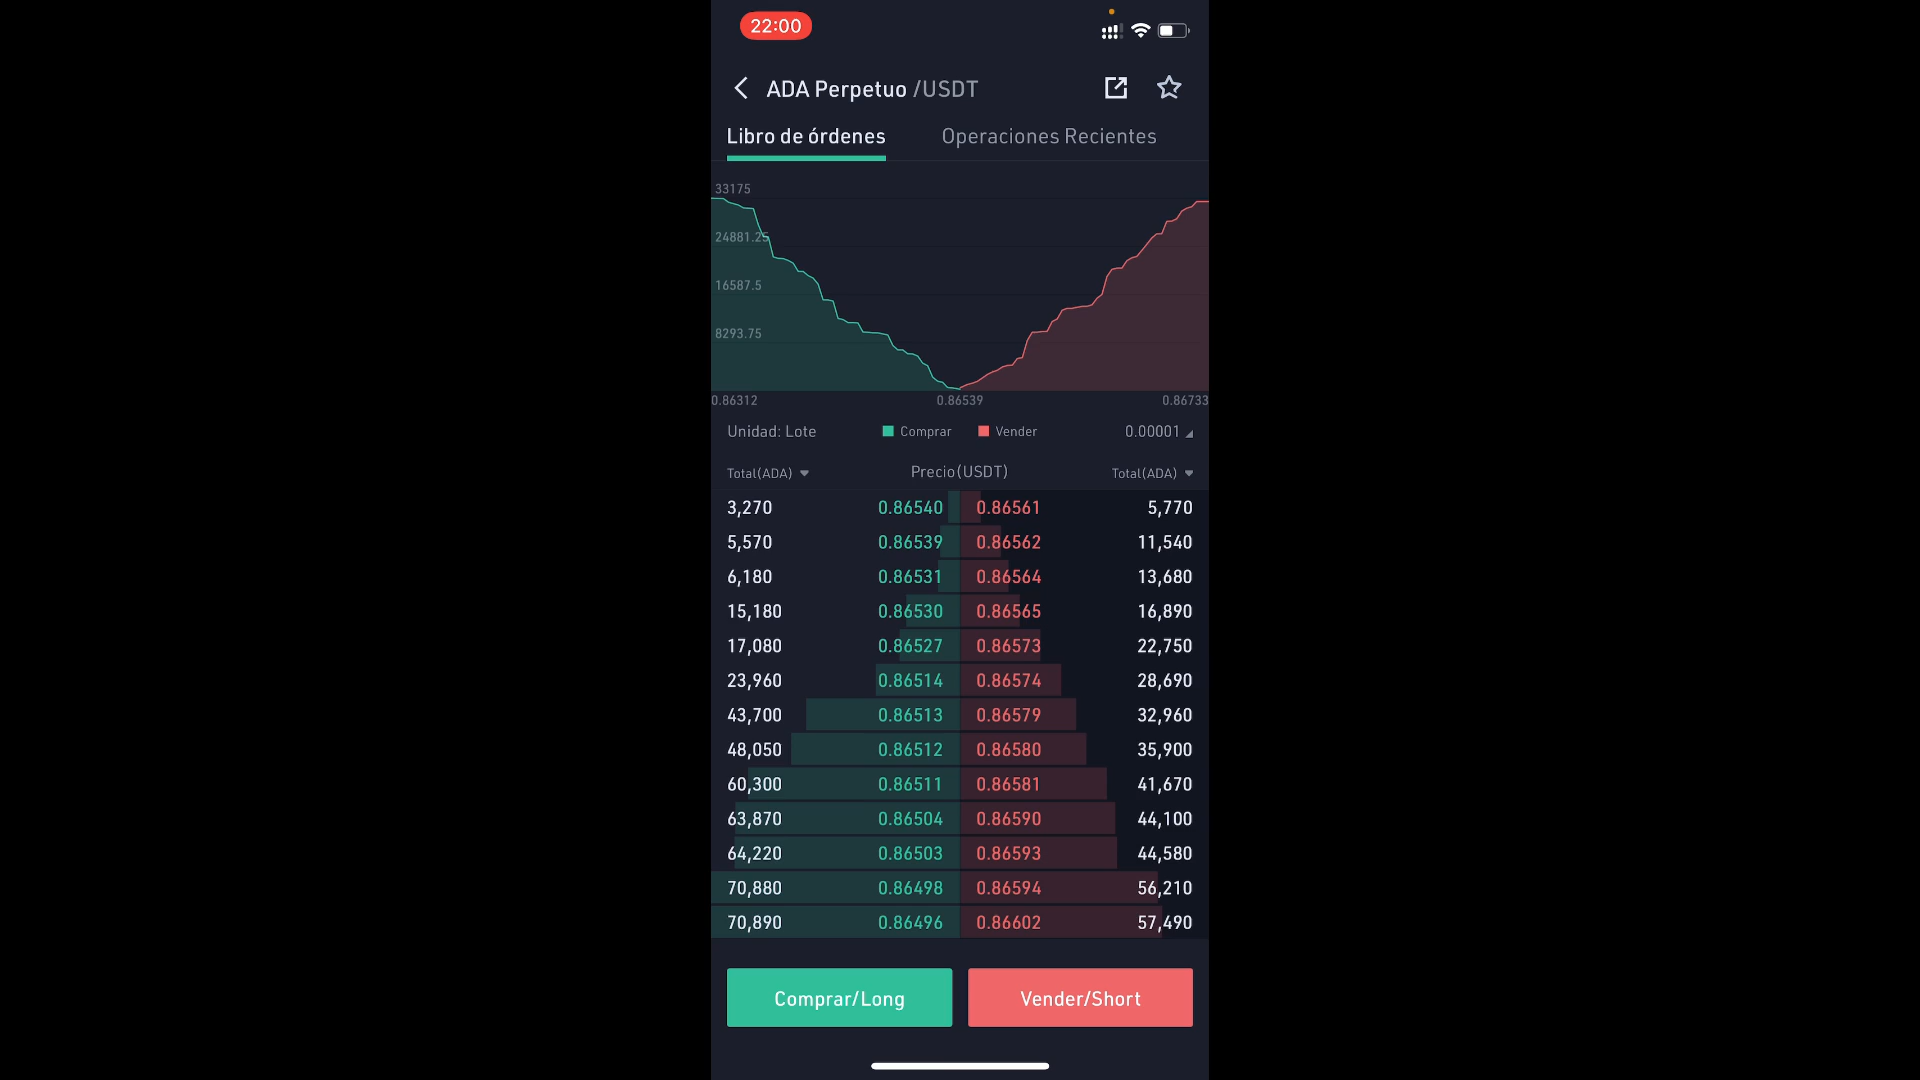 22:00
ADA Perpetuo /USDT
Libro de órdenes Operaciones Recientes
33175
24881.25
16587.5
8293.75
0.86312 0.86539 0.86733
Unidad: Lote Comprar Vender 0.00001
Total(ADA) Precio(USDT) Total(ADA)
3,270 0.86540 0.86561 5,770
5,570 0.86539 0.86562 11,540
6,180 0.86531 0.86564 13,680
15,180 0.86530 0.86565 16,890
17,080 0.86527 0.86573 22,750
23,960 0.86514 0.86574 28,690
43,700 0.86513 0.86579 32,960
48,050 0.86512 0.86580 35,900
60,300 0.86511 0.86581 41,670
63,870 0.86504 0.86590 44,100
64,220 0.86503 0.86593 44,580
70,880 0.86498 0.86594 56,210
70,890 0.86496 0.86602 57,490
Comprar/Long Vender/Short